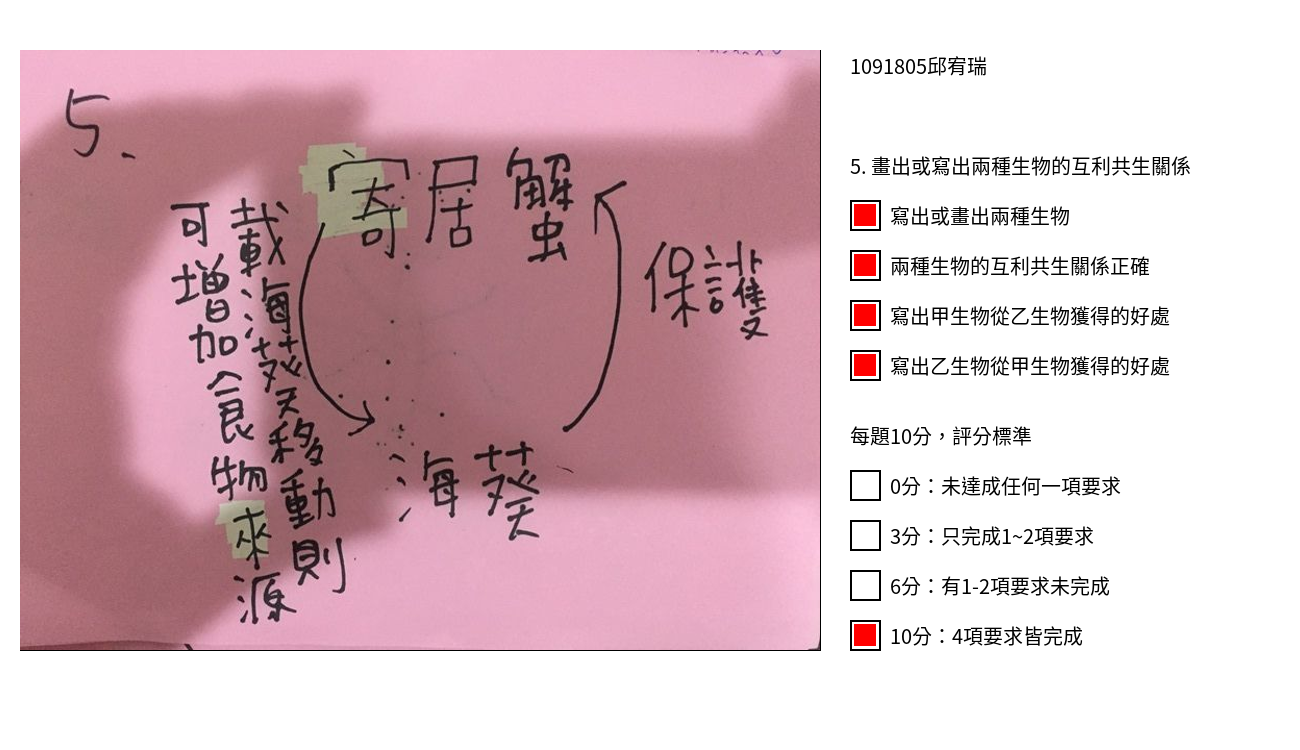 5.
寄居蟹
載海葵移動則
可增加食物來源
保護
海葵
1091805邱宥瑞
5. 畫出或寫出兩種生物的互利共生關係
寫出或畫出兩種生物
兩種生物的互利共生關係正確
寫出甲生物從乙生物獲得的好處
寫出乙生物從甲生物獲得的好處
每題10分，評分標準
0分：未達成任何一項要求
3分：只完成1~2項要求
6分：有1-2項要求未完成
10分：4項要求皆完成